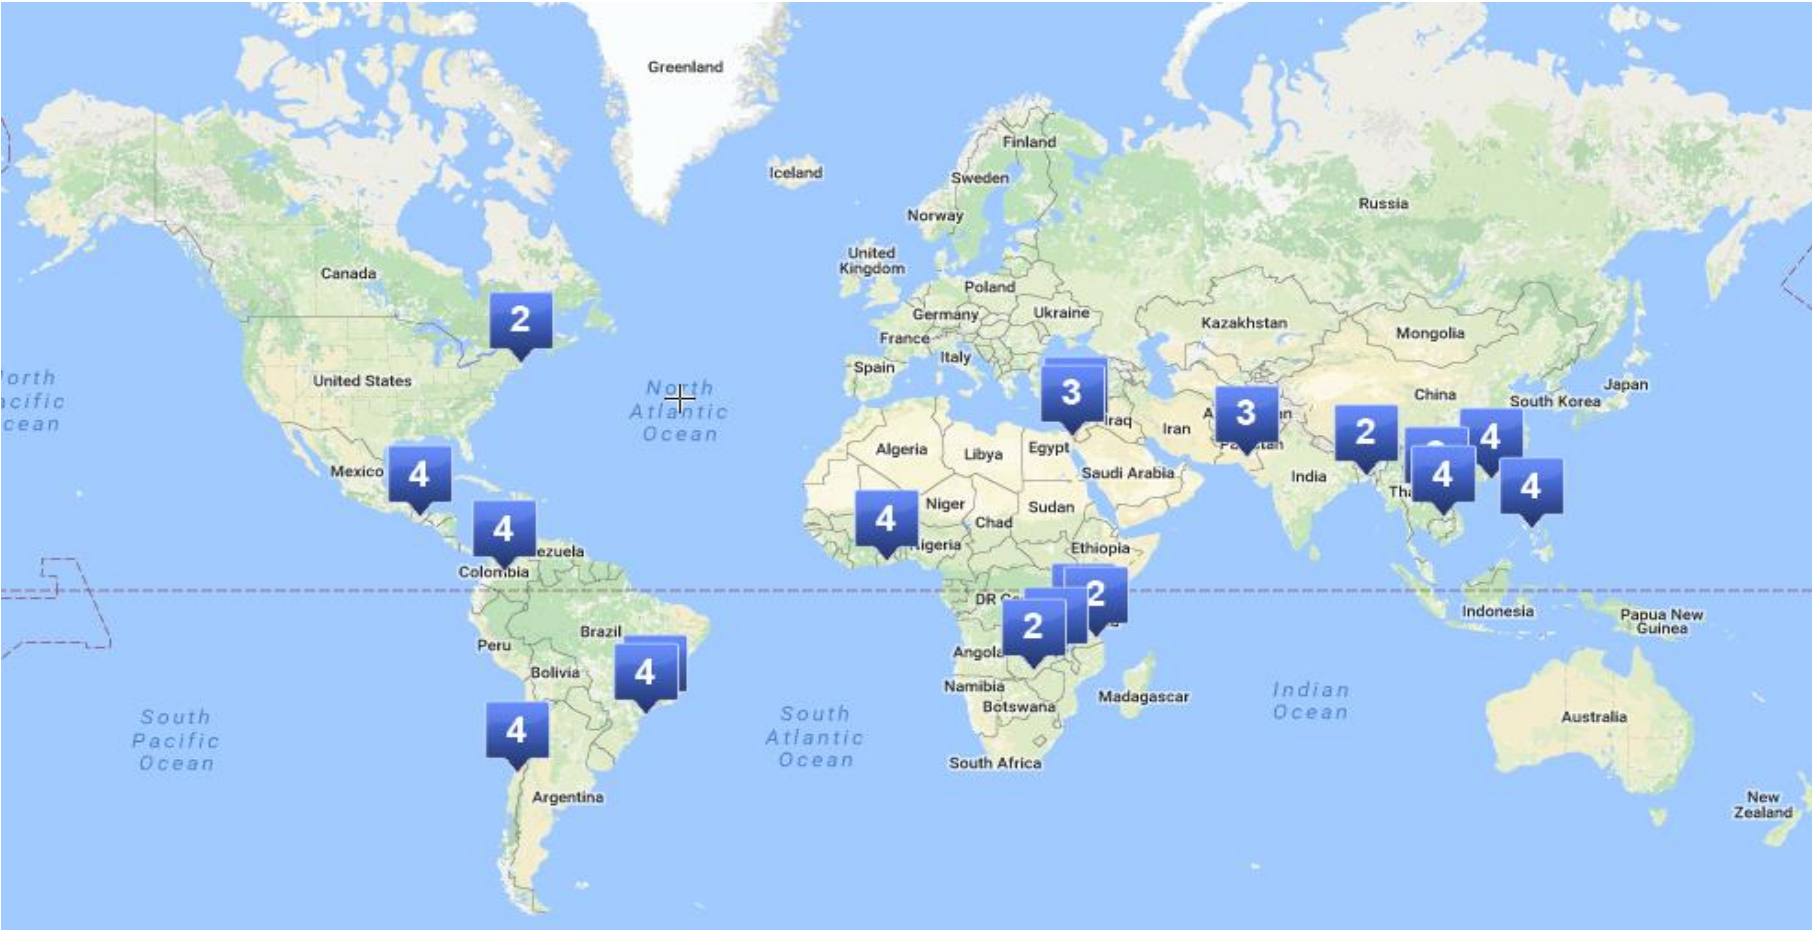 Greenland
Finland
Iceland
Sweden
Russia
Norway
United
Kingdom
Canada
Poland
2
Germany
Ukraine
Kazakhstan
Mongolia
France
Italy
Spain
United States
North
Atlantic
Ocean
3
Iraq
Iran
3
China
South Korea
Japan
2
4
Algeria
Libya
Egypt
Saudi Arabia
India
Mexico
4
4
4
4
Niger
Chad
Sudan
4
Ethiopia
Colombia
DR
2
2
Indonesia
Papua New
Guinea
Brazil
Peru
Angola
Bolivia
4
Namibia
Botswana
Madagascar
Indian
Ocean
South
Pacific
Ocean
4
South
Atlantic
Ocean
Australia
South Africa
Argentina
New
Zealand